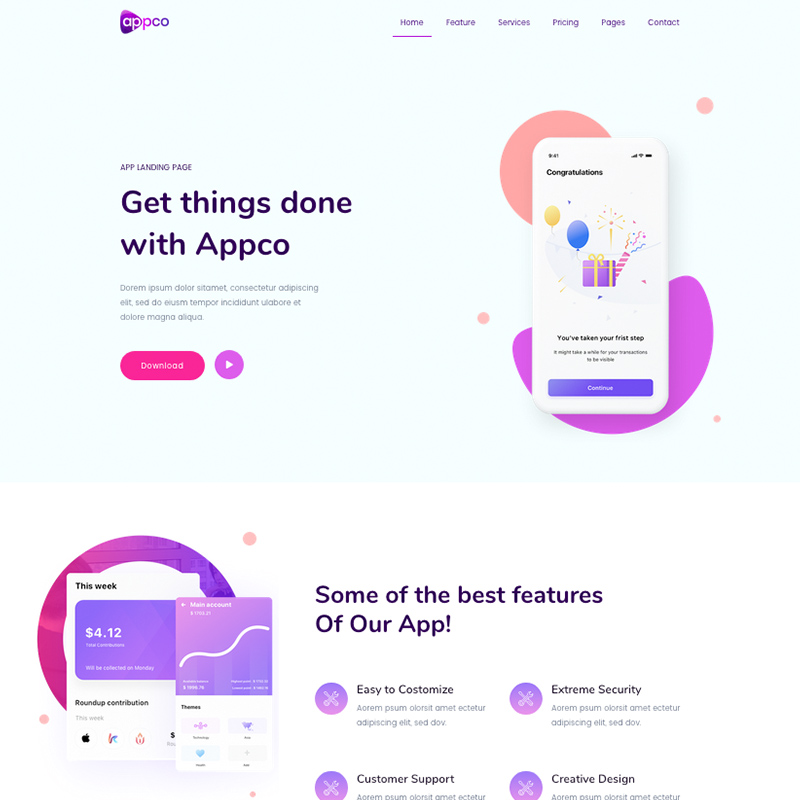 appco
Home Feature Services Pricing Pages Contact
APP LANDING PAGE
Get things done
with Appco
Dorem ipsum dolor sitamet, consectetur adipiscing
elit, sed do eiusm tempor incididunt ulabore et
dolore magna aliqua.
Download
9:41
Congratulations
You've taken your frist step
It might take a while for your transactions
to be visible
Continue
This week
$4.12
Total Contributions
Will be collected on Monday
Roundup contribution
This week
Main account
Themes
Technology
Health
Some of the best features
Of Our App!
Easy to Costomize
Aorem psum olorsit amet ectetur
adipiscing elit, sed dov.
Extreme Security
Aorem psum olorsit amet ectetur
adipiscing elit, sed dov.
Customer Support
Aorem psum olorsit amet ectetur
Creative Design
Aorem psum olorsit amet ectetur